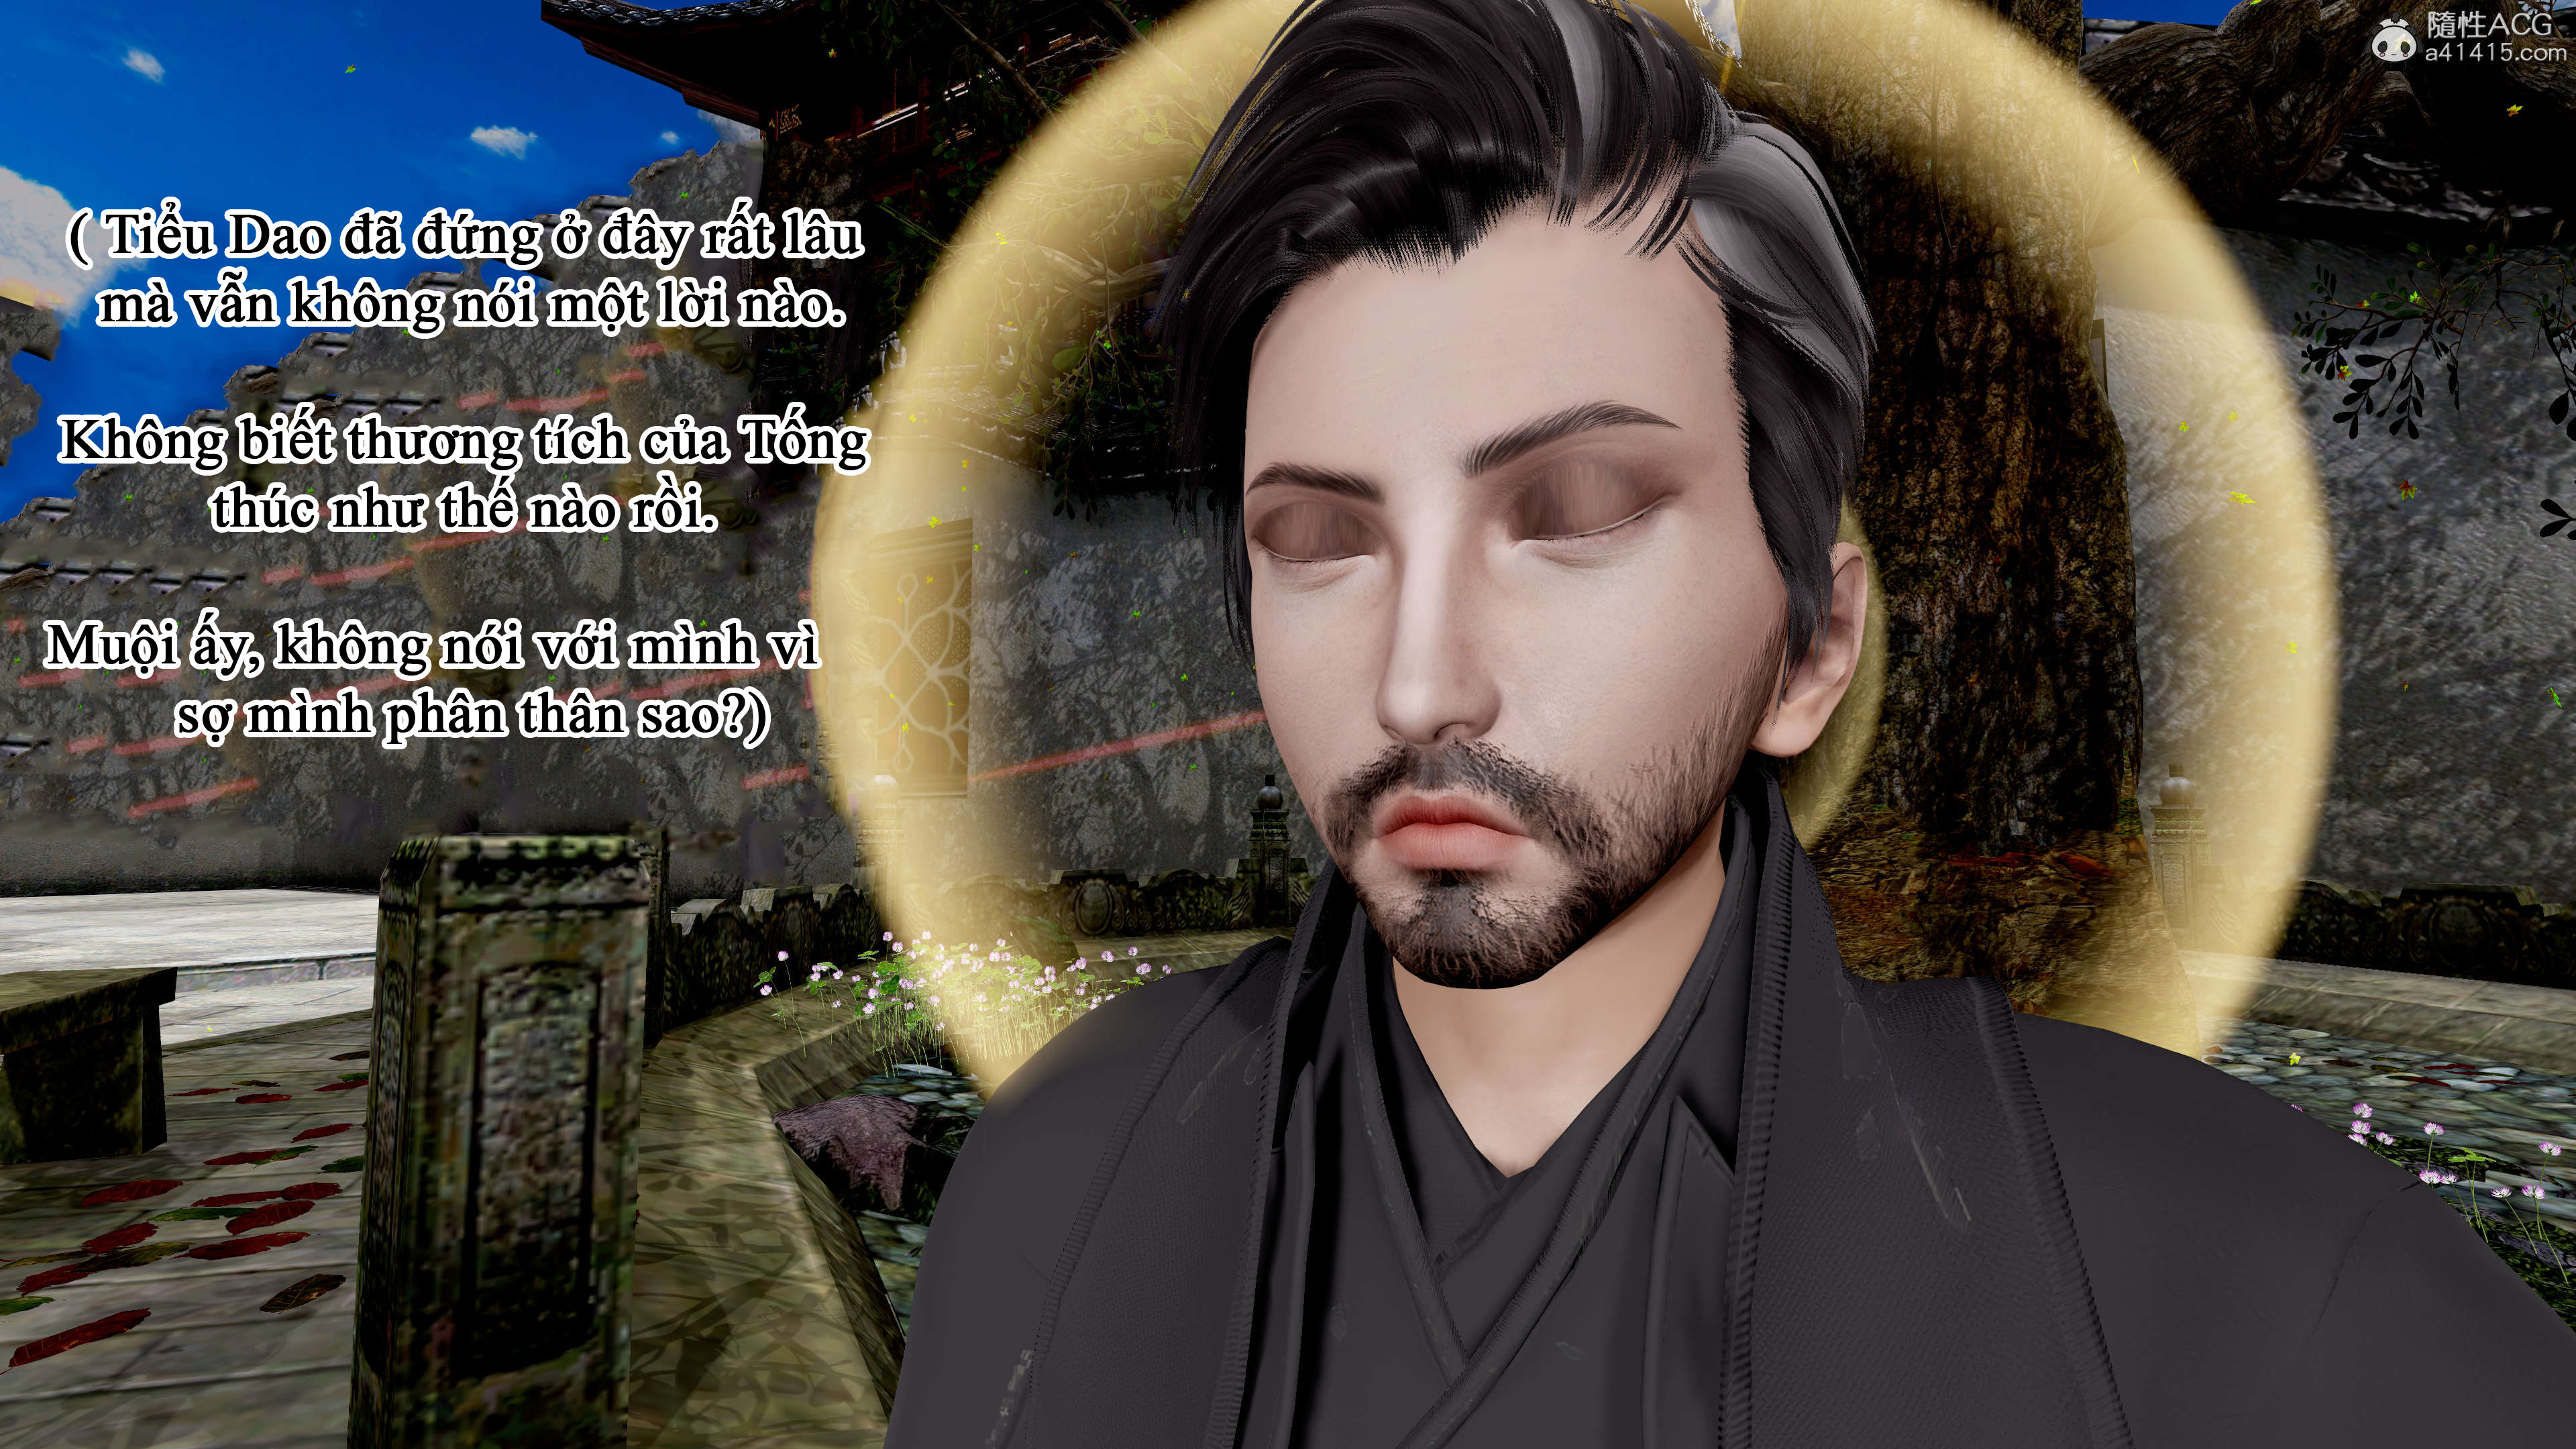 隨性ACG
a41415.com
( Tiểu Dao đã đứng ở đây rất lâu
mà vẫn không nói một lời nào.
Không biết thương tích của Tống
thúc như thế nào rồi.
Muội ấy, không nói với mình vì
sợ mình phân thân sao?)